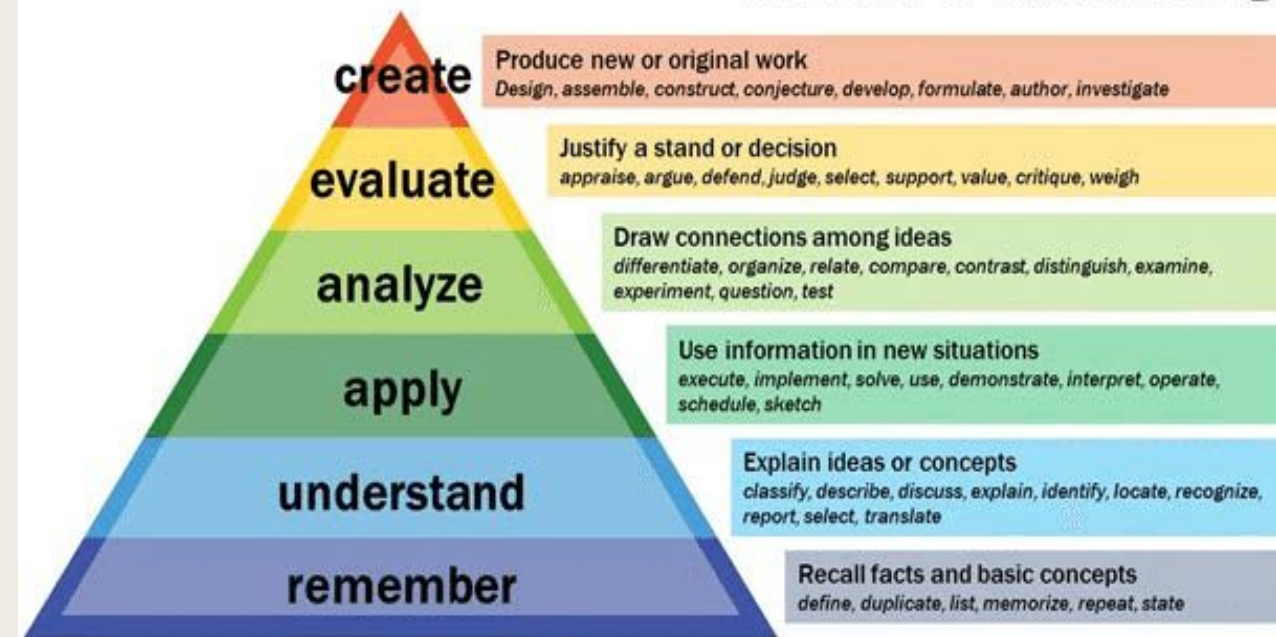 create
Produce new or original work
Design, assemble, construct, conjecture, develop, formulate, author, investigate
evaluate
Justify a stand or decision
appraise, argue, defend, judge, select, support, value, critique, weigh
analyze
Draw connections among ideas
differentiate, organize, relate, compare, contrast, distinguish, examine,
experiment, question, test
apply
Use information in new situations
execute, implement, solve, use, demonstrate, interpret, operate,
schedule, sketch
understand
Explain ideas or concepts
classify, describe, discuss, explain, identify, locate, recognize,
report, select, translate
remember
Recall facts and basic concepts
define, duplicate, list, memorize, repeat, state